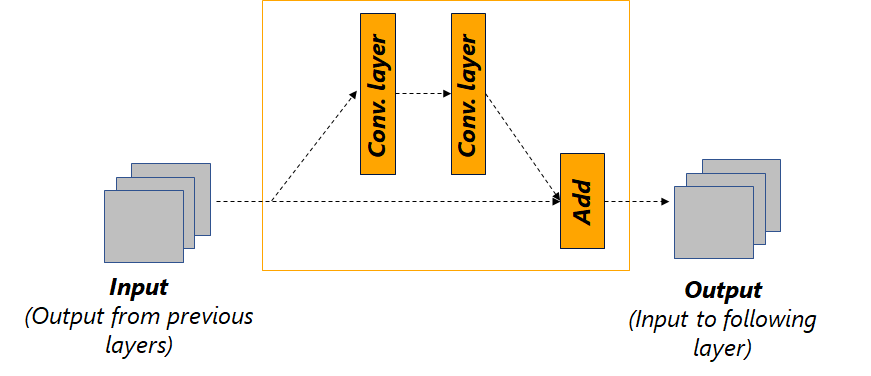 Conv. layer
Conv. layer
Add
Input
(Output from previous
layers)
Output
(Input to following
layer)